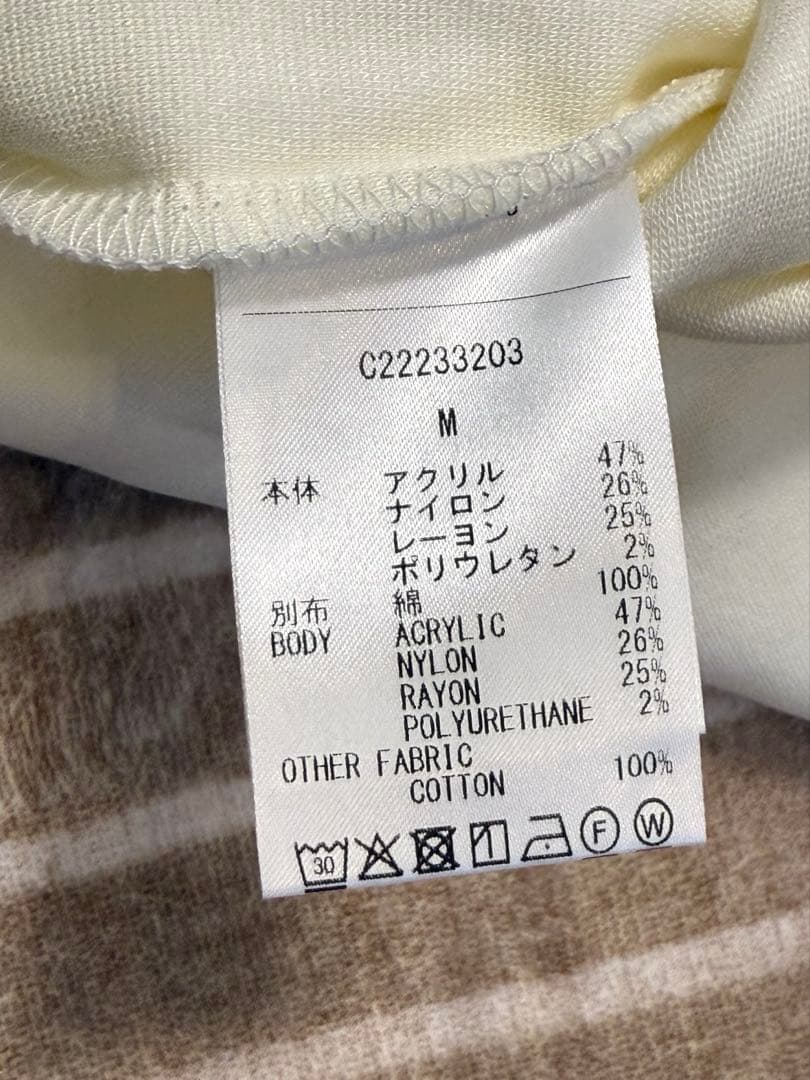 C22233203
M
本体 アクリル 47%
ナイロン 26%
レーヨン 25%
ポリウレタン 2%
別布 綿 100%
BODY ACRYLIC 47%
NYLON 26%
RAYON 25%
POLYURETHANE 2%
OTHER FABRIC
COTTON 100%
30 F W